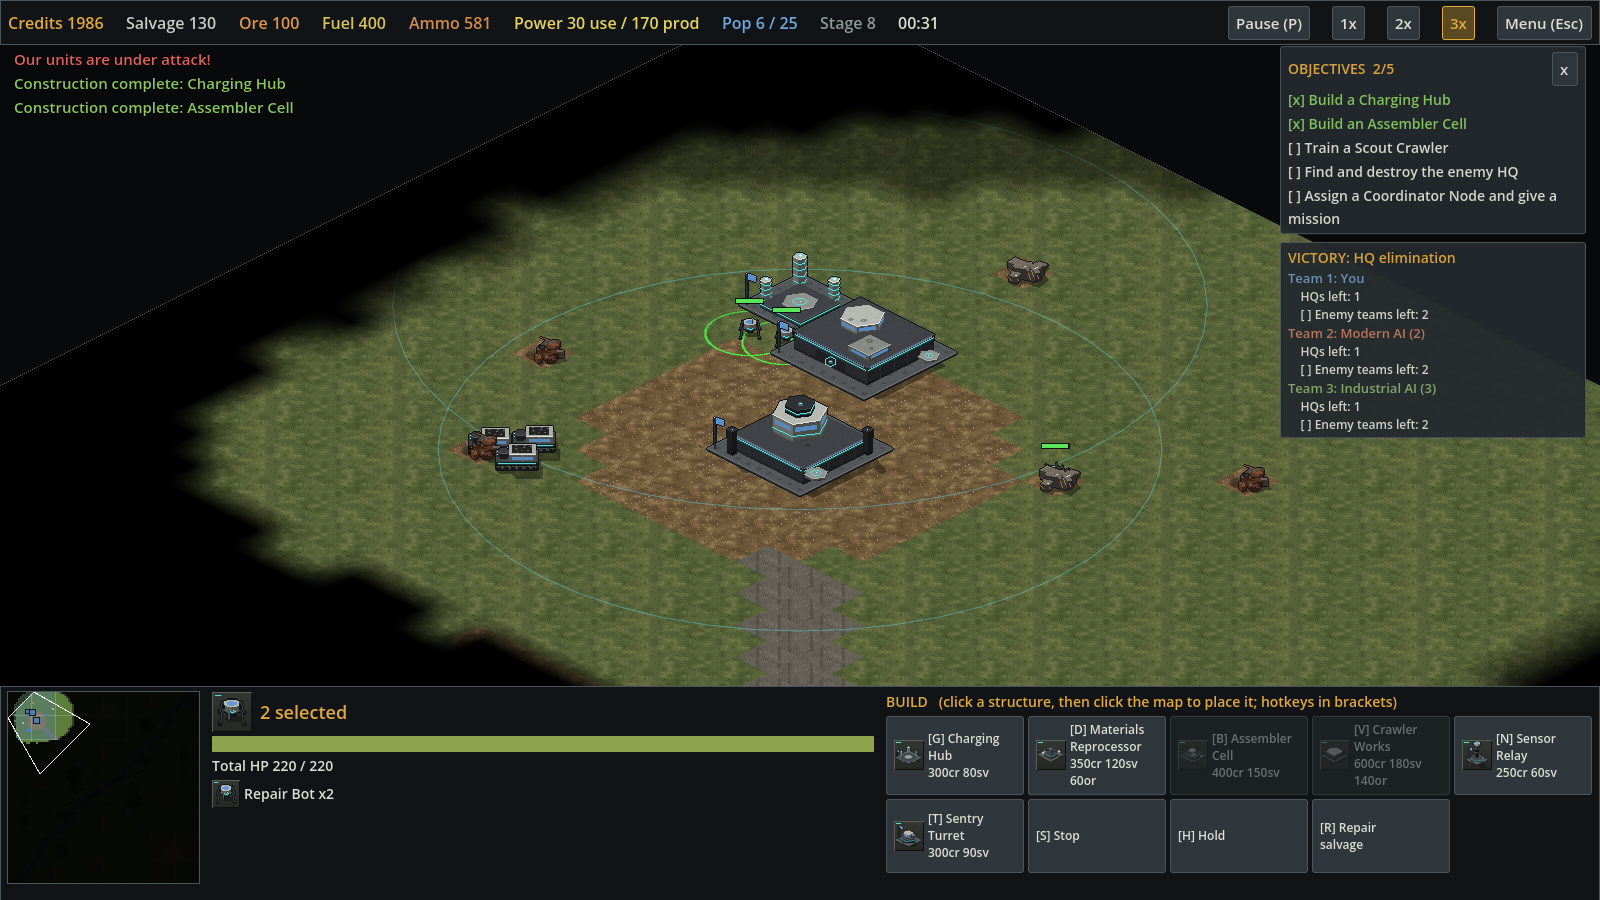 Credits 1986 Salvage 130 Ore 100 Fuel 400 Ammo 581 Power 30 use / 170 prod Pop 6 / 25 Stage 8 00:31 Pause (P) 1x 2x 3x Menu (Esc)
Our units are under attack!
Construction complete: Charging Hub
Construction complete: Assembler Cell
OBJECTIVES 2/5 x
[x] Build a Charging Hub
[x] Build an Assembler Cell
[ ] Train a Scout Crawler
[ ] Find and destroy the enemy HQ
[ ] Assign a Coordinator Node and give a
mission
VICTORY: HQ elimination
Team 1: You
HQs left: 1
[ ] Enemy teams left: 2
Team 2: Modern AI (2)
HQs left: 1
[ ] Enemy teams left: 2
Team 3: Industrial AI (3)
HQs left: 1
[ ] Enemy teams left: 2
2 selected
Total HP 220 / 220
Repair Bot x2
BUILD (click a structure, then click the map to place it; hotkeys in brackets)
[G] Charging
Hub
300cr 80sv
[D] Materials
Reprocessor
350cr 120sv
60or
[B] Assembler
Cell
400cr 150sv
[V] Crawler
Works
600cr 180sv
140or
[N] Sensor
Relay
250cr 60sv
[T] Sentry
Turret
300cr 90sv
[S] Stop
[H] Hold
[R] Repair
salvage